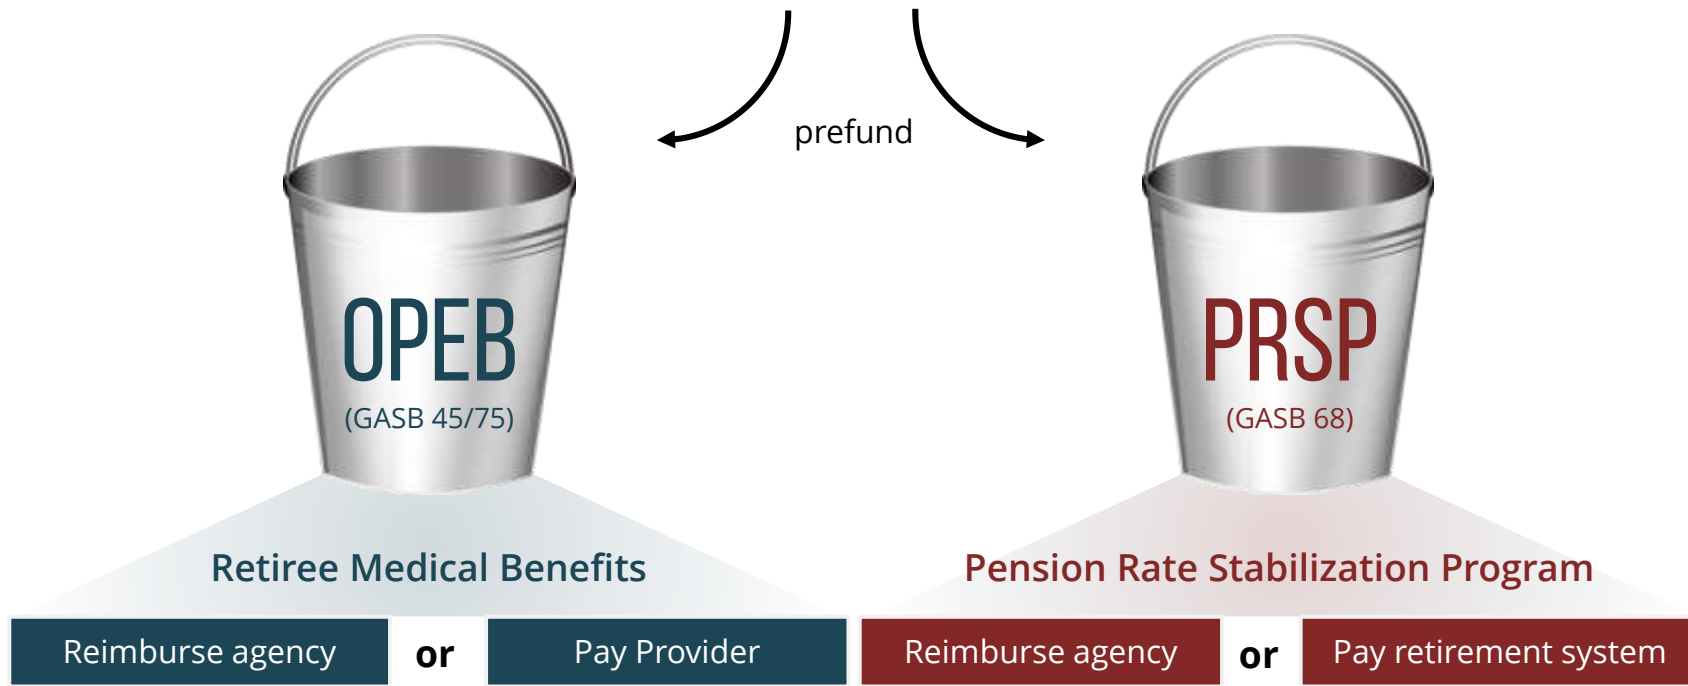 prefund
OPEB
(GASB 45/75)
Retiree Medical Benefits
Reimburse agency
or
Pay Provider
PRSP
(GASB 68)
Pension Rate Stabilization Program
Reimburse agency
or
Pay retirement system